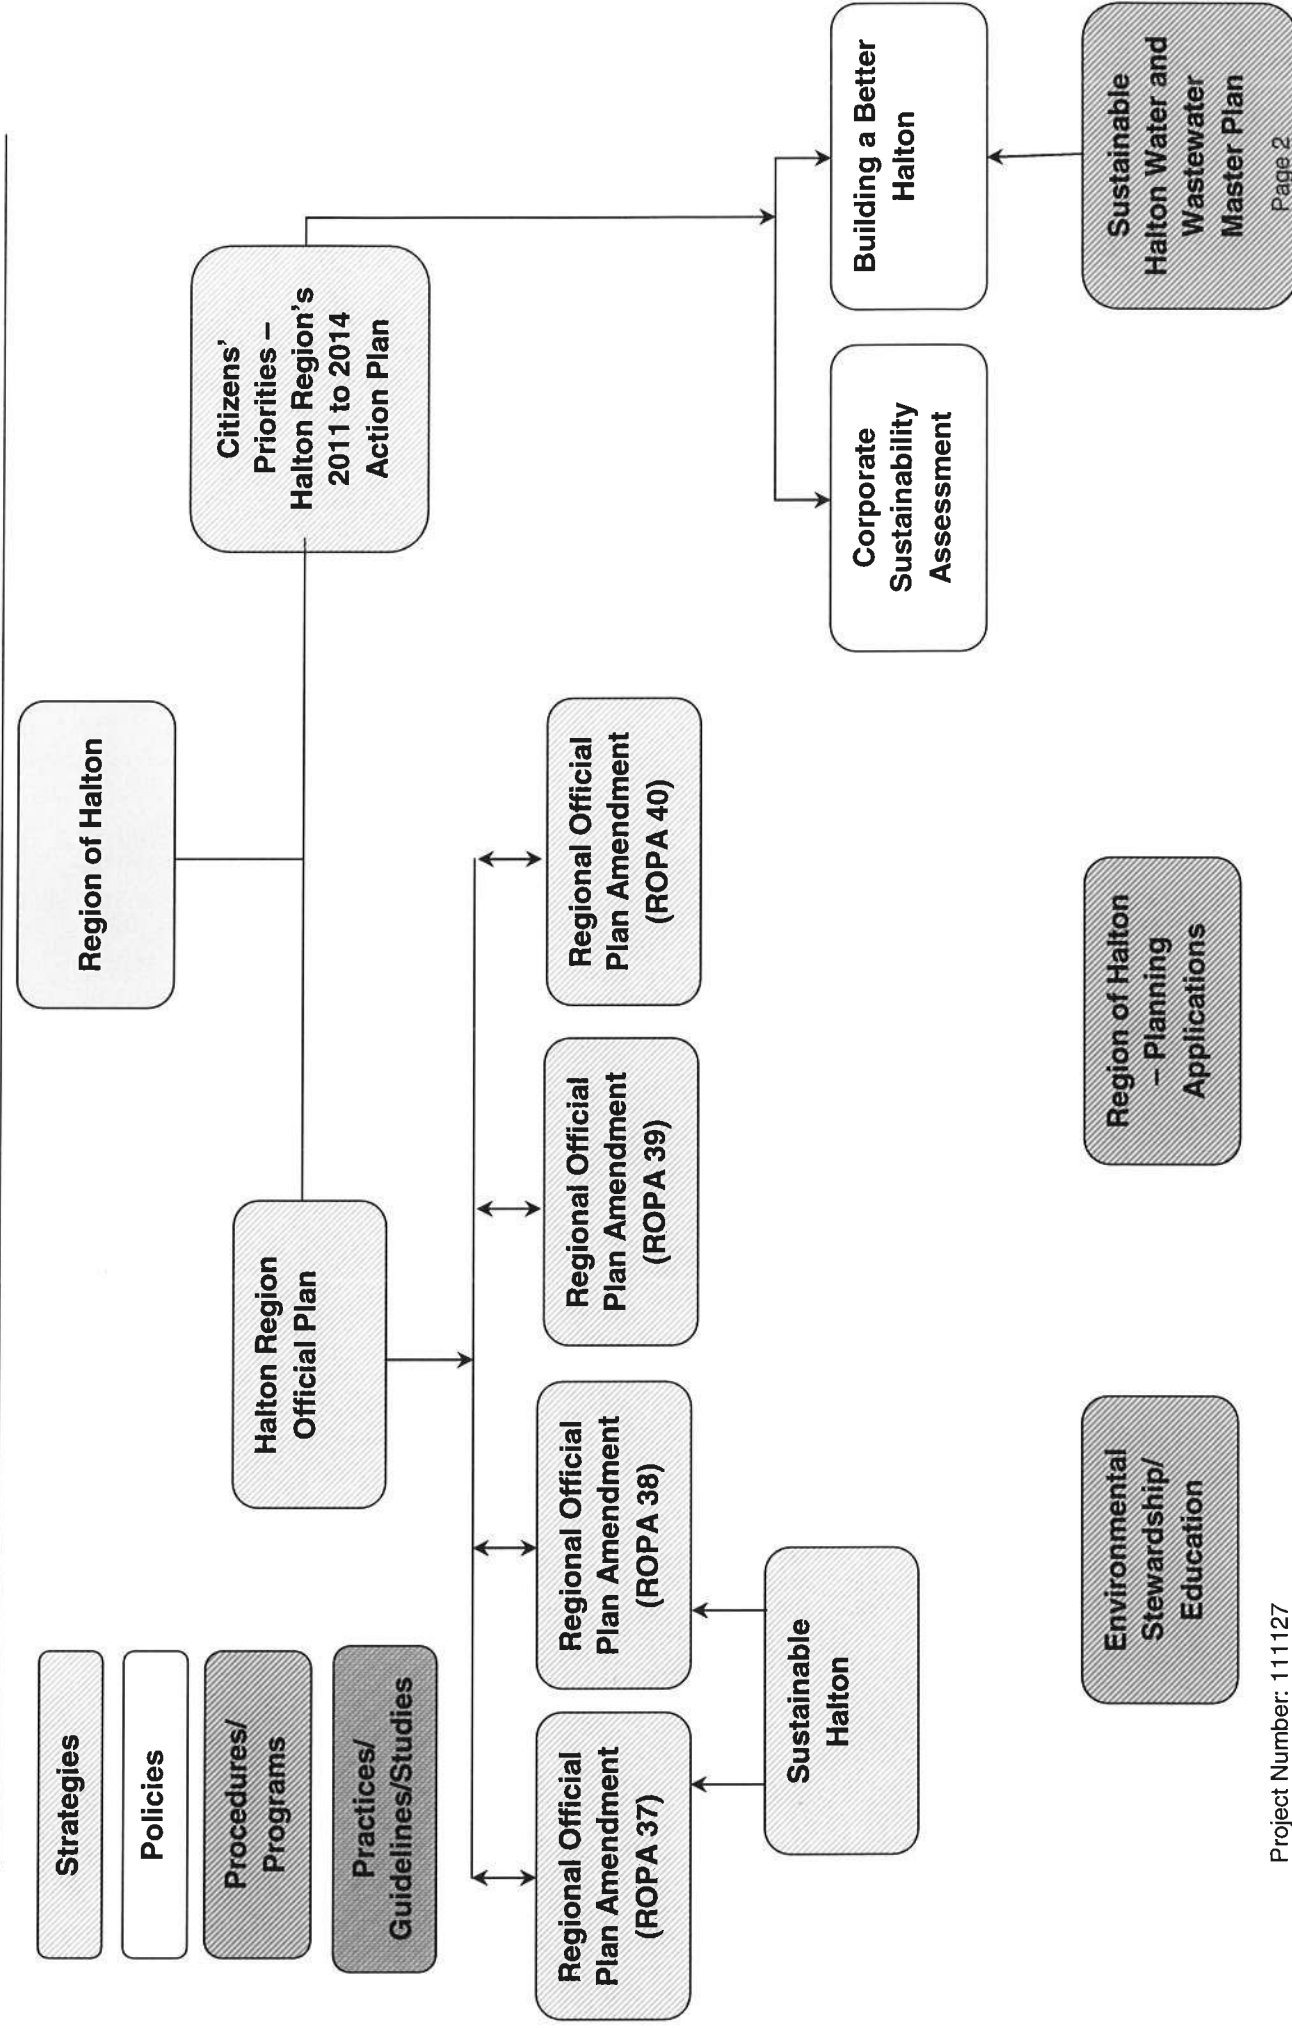 Strategies
Policies
Procedures/
Programs
Practices/
Guidelines/Studies
Region of Halton
Halton Region
Official Plan
Citizens’
Priorities –
Halton Region's
2011 to 2014
Action Plan
Regional Official
Plan Amendment
(ROPA 37)
Regional Official
Plan Amendment
(ROPA 38)
Regional Official
Plan Amendment
(ROPA 39)
Regional Official
Plan Amendment
(ROPA 40)
Sustainable
Halton
Corporate
Sustainability
Assessment
Building a Better
Halton
Environmental
Stewardship/
Education
Region of Halton
– Planning
Applications
Sustainable
Halton Water and
Wastewater
Master Plan
Project Number: 111127
Page 2